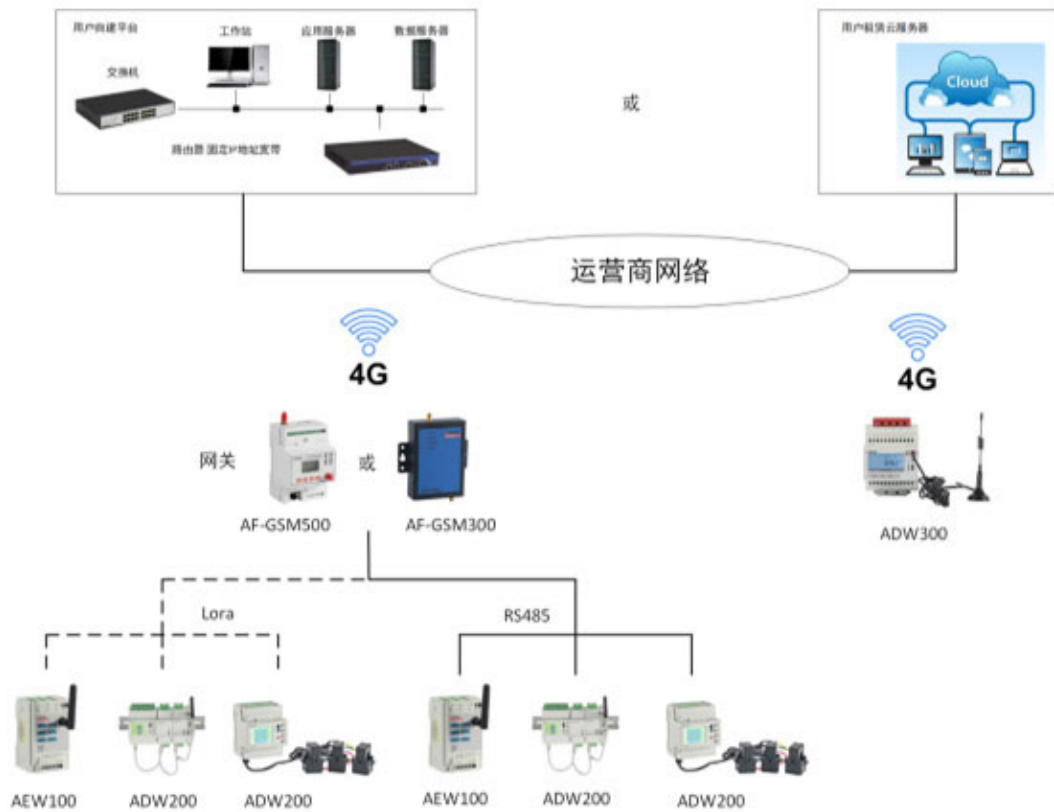 用户自建平台
工作站
应用服务器
数据服务器
交换机
路由器 固定IP地址宽带
或
用户租赁云服务器
Cloud
运营商网络
4G
4G
网关
或
AF-GSM500
AF-GSM300
ADW300
Lora
RS485
AEW100
ADW200
ADW200
AEW100
ADW200
ADW200